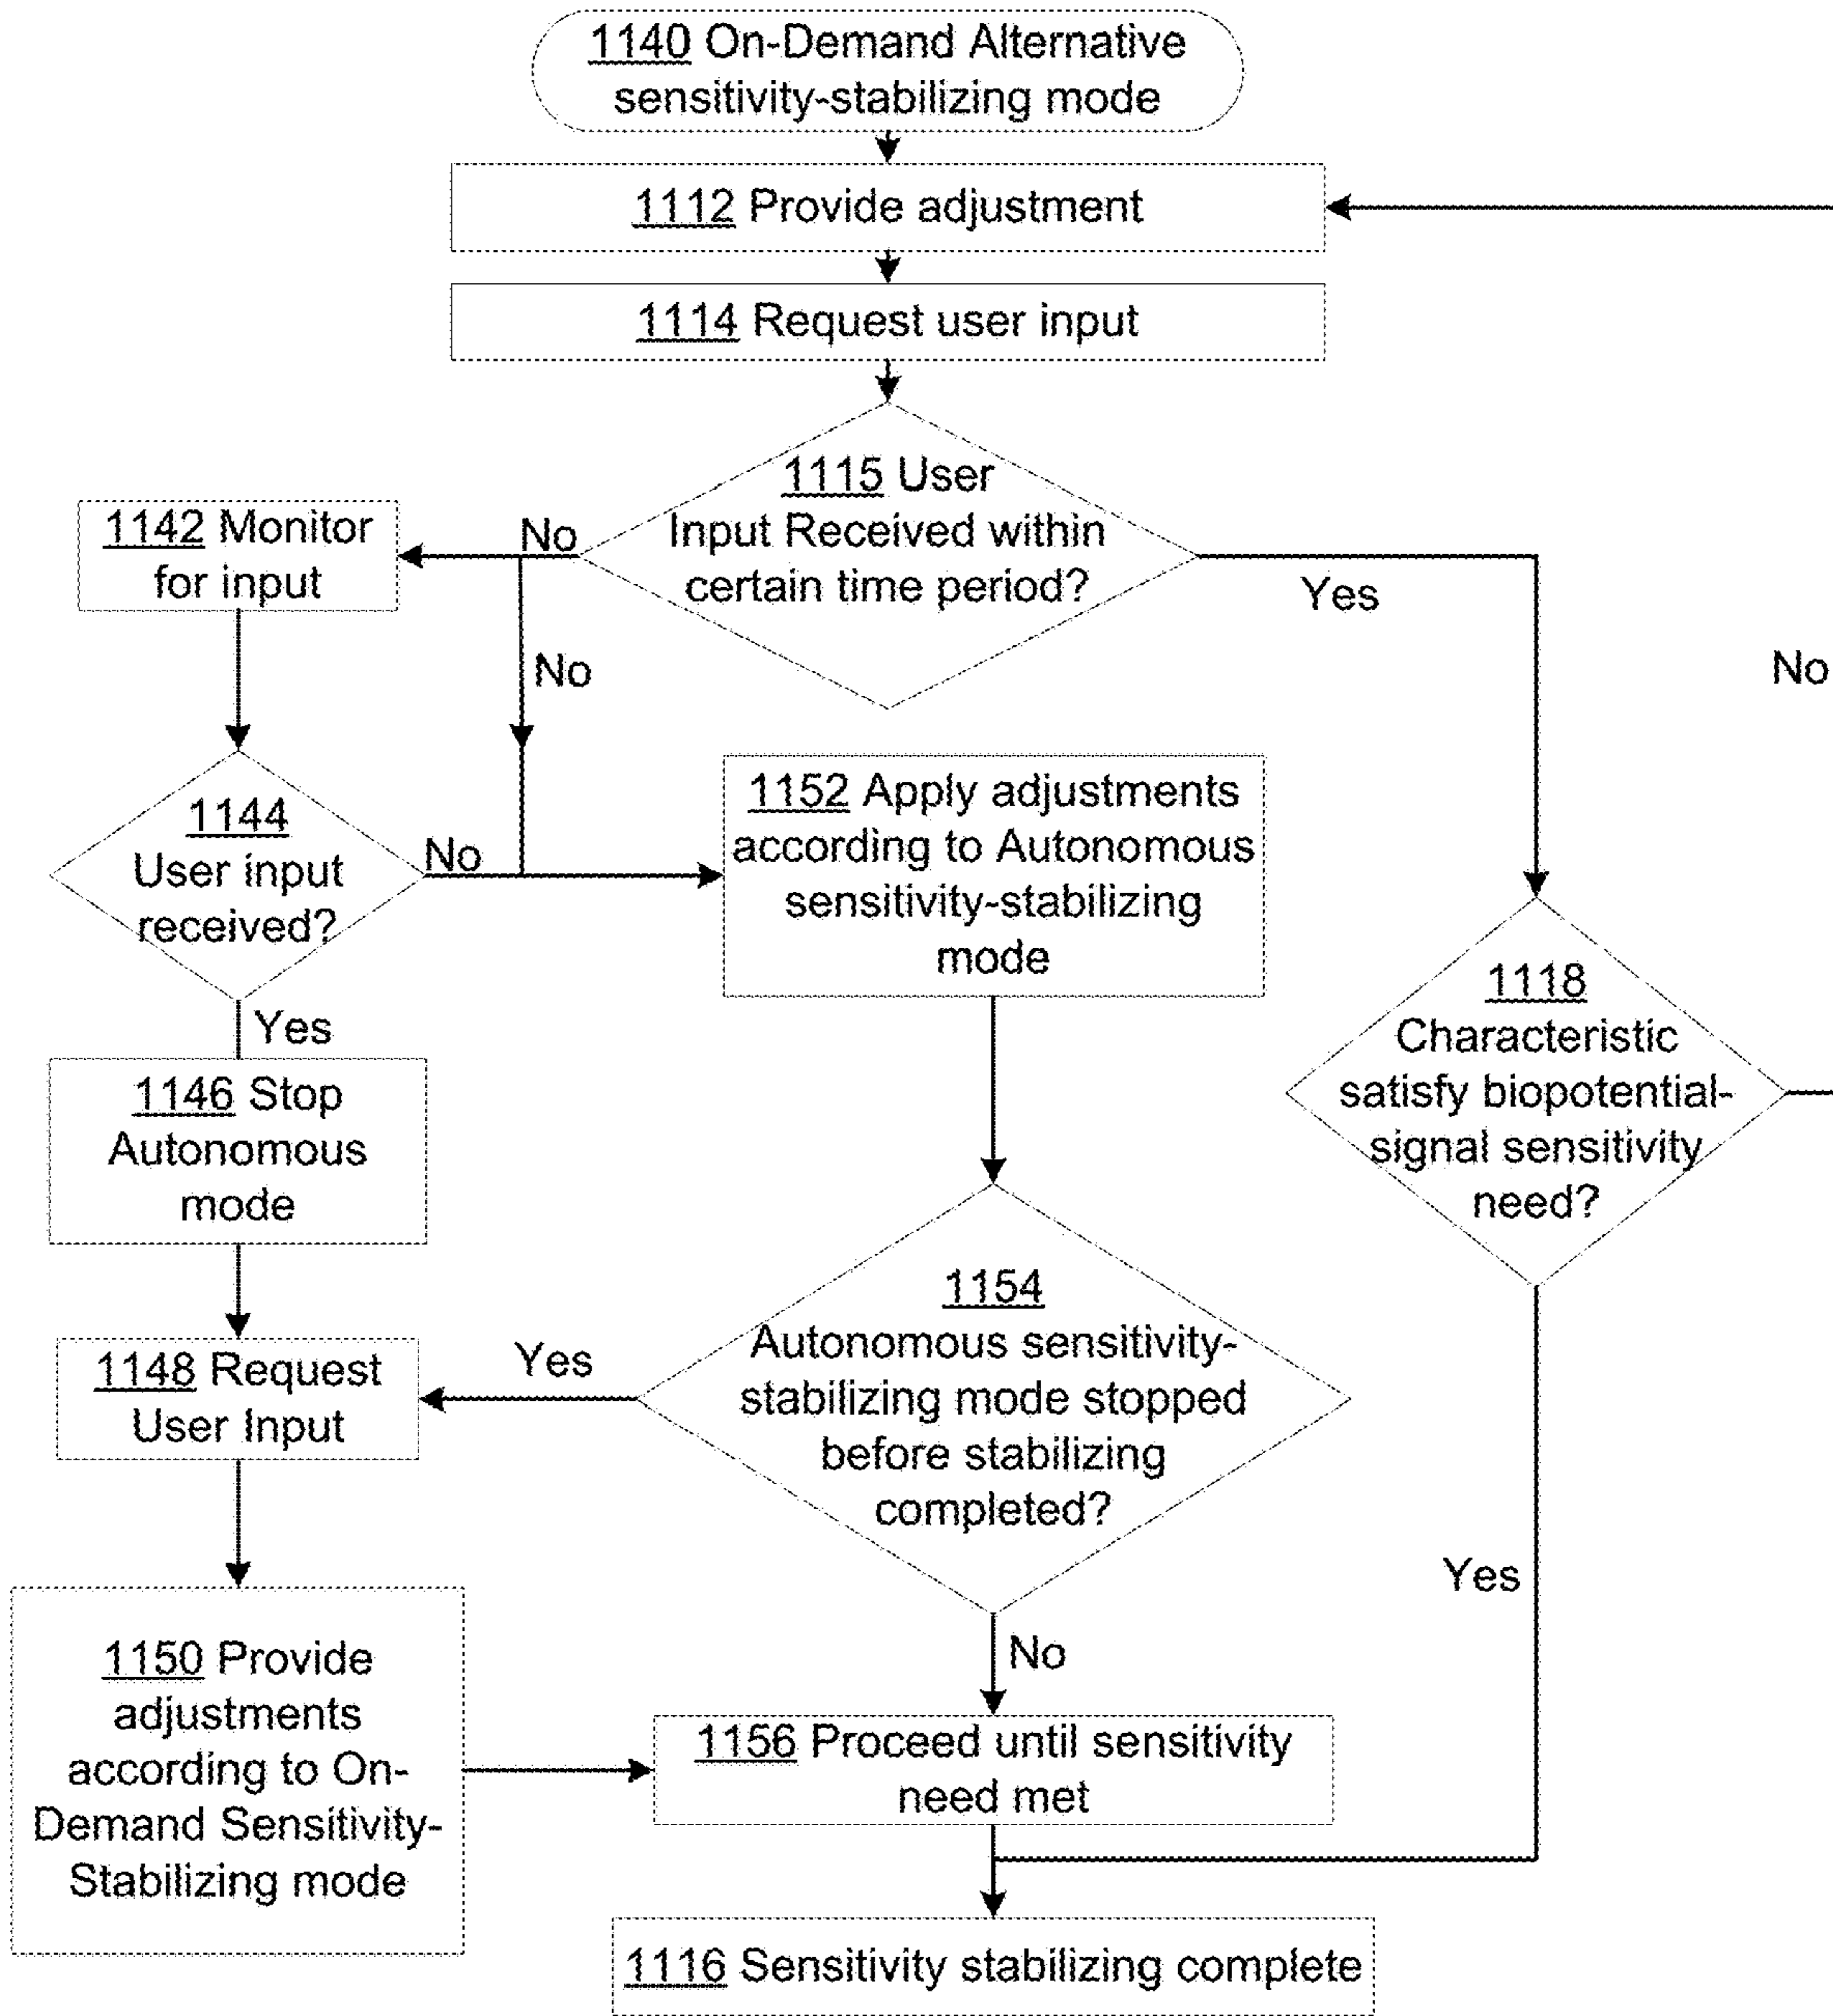 1140 On-Demand Alternative
sensitivity-stabilizing mode
1112 Provide adjustment
1114 Request user input
1115 User
Input Received within
certain time period?
No
Yes
1142 Monitor
for input
No
No
1144
User input
received?
No
Yes
1152 Apply adjustments
according to Autonomous
sensitivity-stabilizing
mode
1118
Characteristic
satisfy biopotential-
signal sensitivity
need?
1146 Stop
Autonomous
mode
1154
Autonomous sensitivity-
stabilizing mode stopped
before stabilizing
completed?
Yes
1148 Request
User Input
Yes
No
1150 Provide
adjustments
according to On-
Demand Sensitivity-
Stabilizing mode
1156 Proceed until sensitivity
need met
1116 Sensitivity stabilizing complete